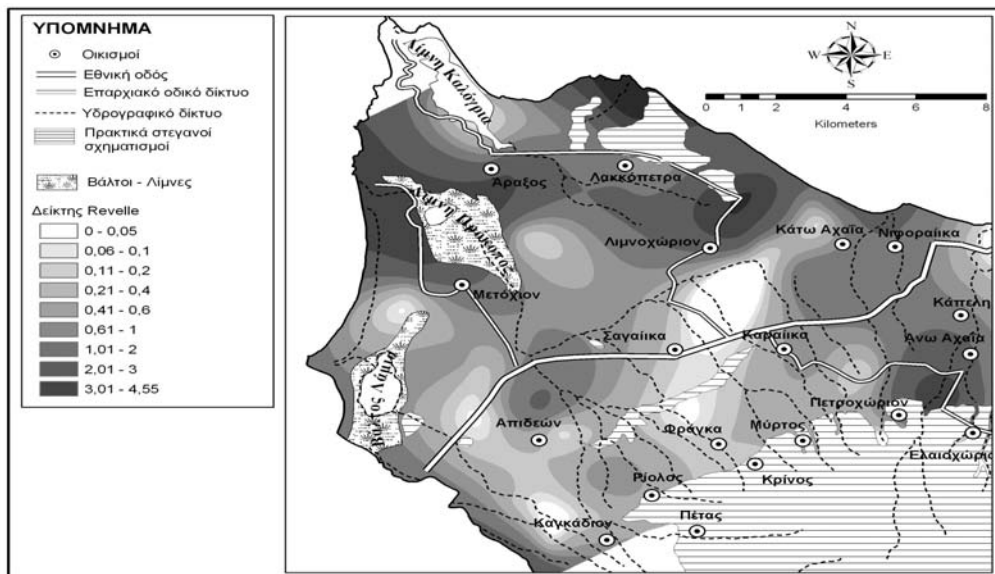 ΥΠΟΜΝΗΜΑ
Οικισμοί
Εθνική οδός
Επαρχιακό οδικό δίκτυο
Υδρογραφικό δίκτυο
Πρακτικά στεγανοί
σχηματισμοί
Βάλτοι - Λίμνες
Δείκτης Revelle
0 - 0,05
0,06 - 0,1
0,11 - 0,2
0,21 - 0,4
0,41 - 0,6
0,61 - 1
1,01 - 2
2,01 - 3
3,01 - 4,55
N
W E
S
0 1 2 4 6 8
Kilometers
Λίμνη Καλόγρια
Άραξος
Λακκόπετρα
Λίμνη Πρόκοπος
Λιμνοχώριον
Κάτω Αχαΐα
Νιφοραίικα
Μετόχιον
Κάπελη
Σαγαίικα
Καραίικα
Άνω Αχαΐα
Βάλτος Λάμια
Πετροχώριον
Απιδεών
Φράγκα
Μύρτος
Ελαιοχώριον
Κρίνος
Ρίολος
Πέτας
Καγκάδιον